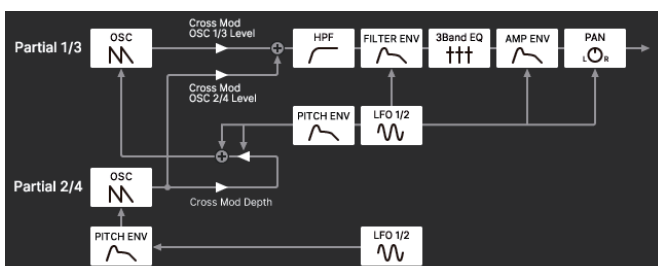 Partial 1/3
OSC
Cross Mod
OSC 1/3 Level
Cross Mod
OSC 2/4 Level
HPF
FILTER ENV
3Band EQ
AMP ENV
PAN
L
R
PITCH ENV
LFO 1/2
Partial 2/4
OSC
Cross Mod Depth
PITCH ENV
LFO 1/2